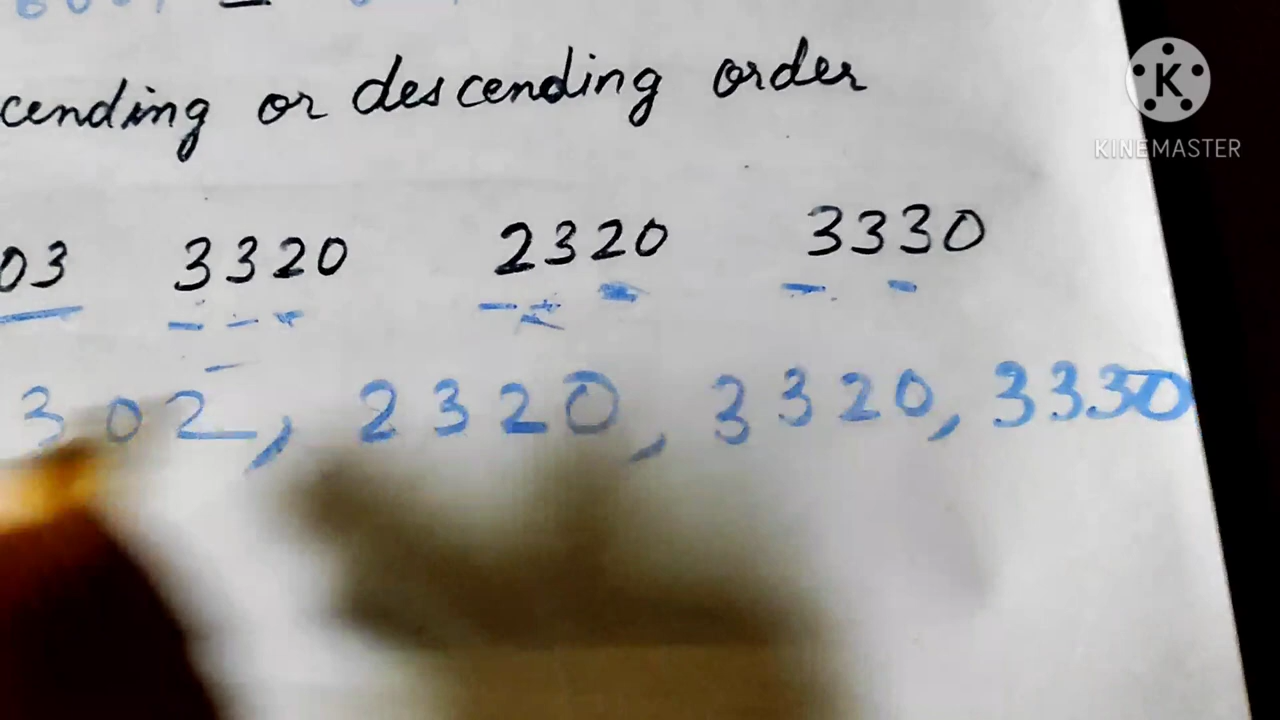 cending or descending order
03 3320 2320 3330
302, 2320, 3320, 3330
K
KINEMASTER